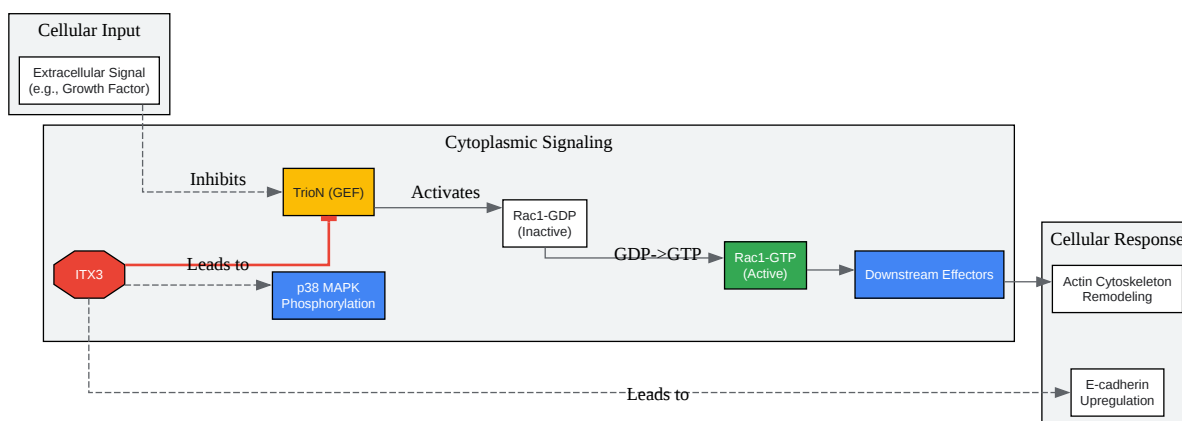 Cellular Input
Extracellular Signal
(e.g., Growth Factor)
Cytoplasmic Signaling
Inhibits
TrioN (GEF)
Activates
Rac1-GDP
(Inactive)
GDP->GTP
Rac1-GTP
(Active)
Downstream Effectors
ITX3
Leads to
p38 MAPK
Phosphorylation
Cellular Response
Actin Cytoskeleton
Remodeling
Leads to
E-cadherin
Upregulation